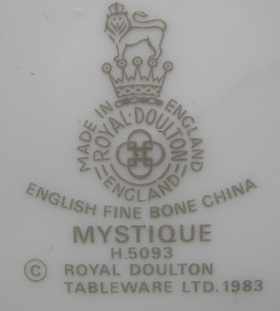 MADE IN ENGLAND
ROYAL·DOULTON
ENGLAND
ENGLISH FINE BONE CHINA
MYSTIQUE
H.5093
© ROYAL DOULTON
TABLEWARE LTD.1983